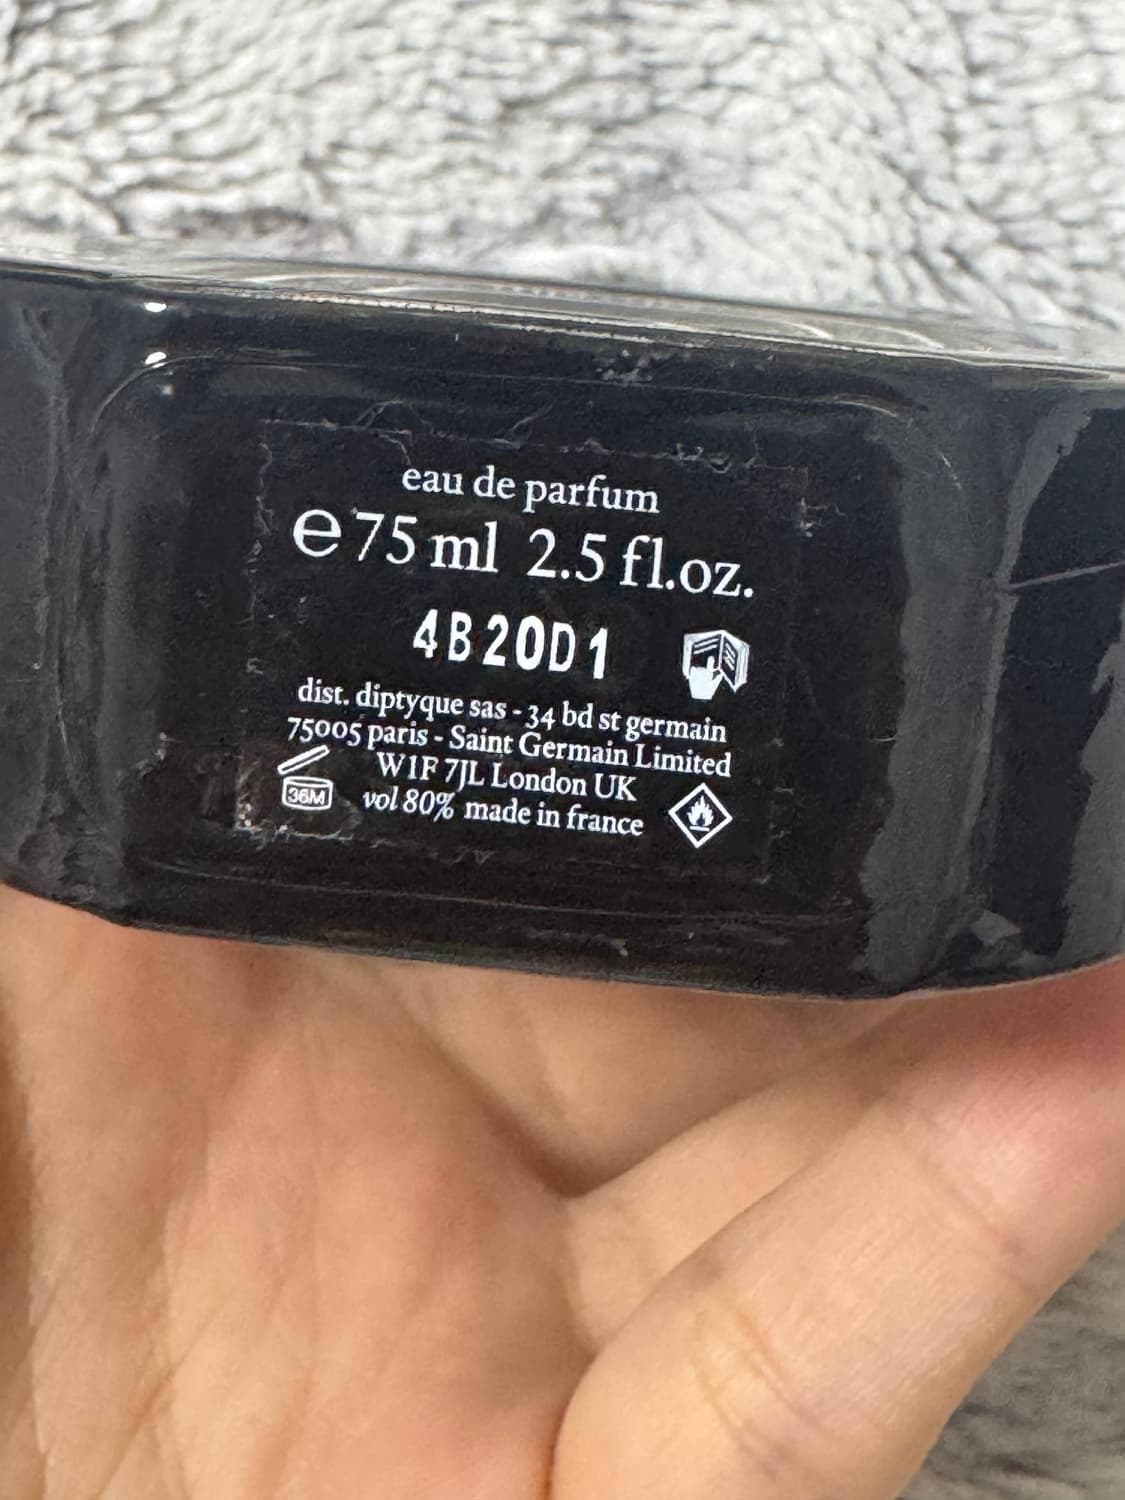 eau de parfum
℮ 75 ml 2.5 fl.oz.
4B20D1
dist. diptyque sas - 34 bd st germain
75005 paris - Saint Germain Limited
W1F 7JL London UK
36M vol 80% made in france